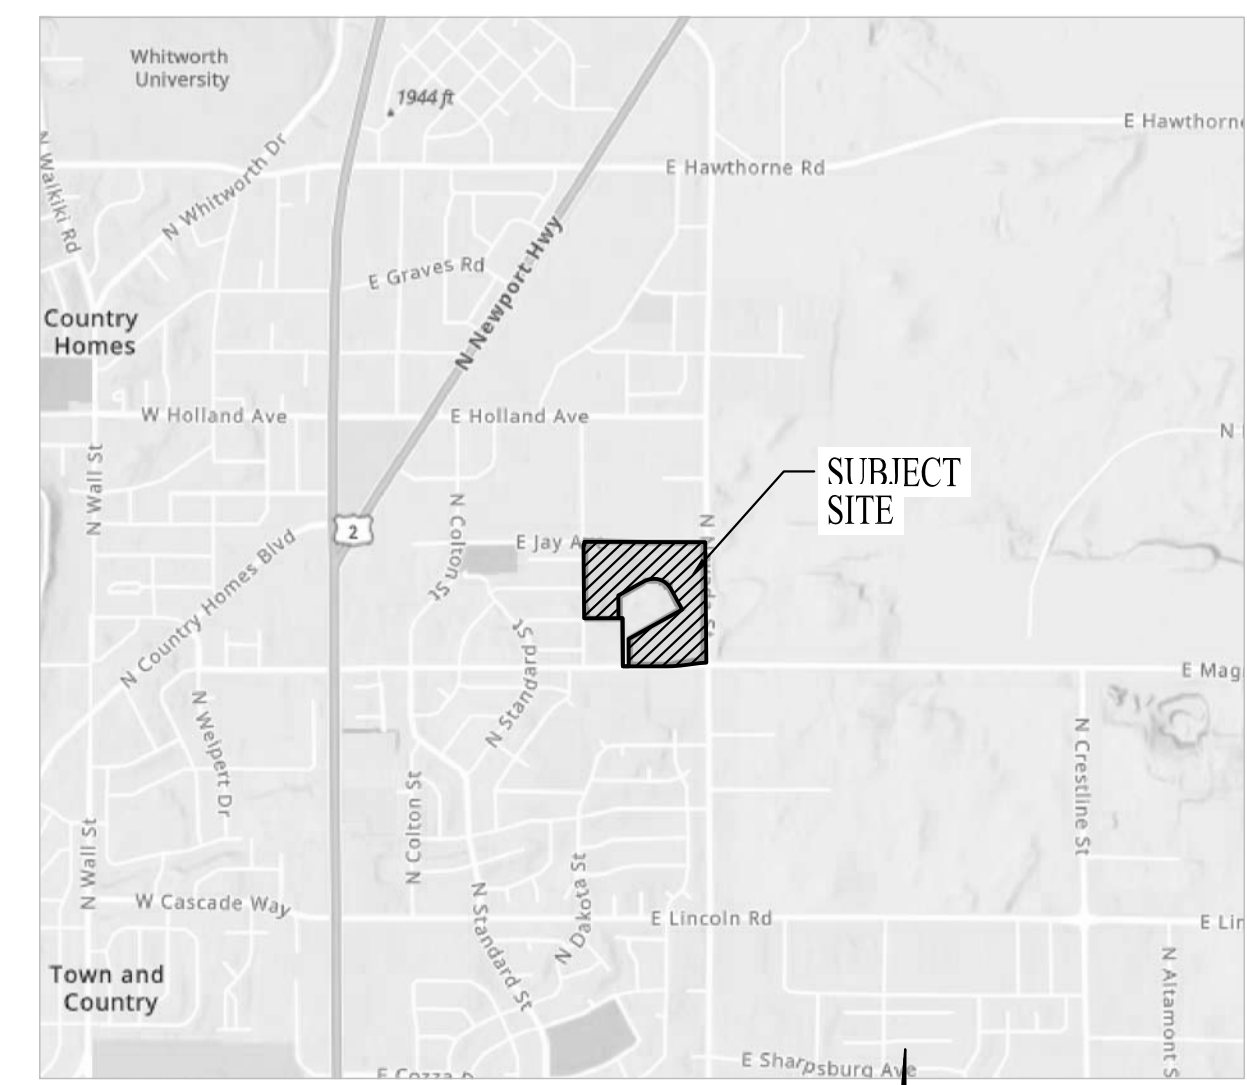 Whitworth
University
1944 ft
E Hawthorne
N Waikiki Rd
N Whitworth Dr
E Hawthorne Rd
E Graves Rd
N Newport Hwy
Country
Homes
W Holland Ave
E Holland Ave
N Wall St
N
SUBJECT
SITE
N Colton St
2
E Jay A
N
St
N Country Homes Blvd
N Standard St
E Mag
N Weipert Dr
N Crestline St
N Colton St
N Wall St
N Dakota St
W Cascade Way
N Standard St
E Lincoln Rd
E Lin
Town and
Country
N Altamont S
E Sharpsburg Ave
E Cozza D